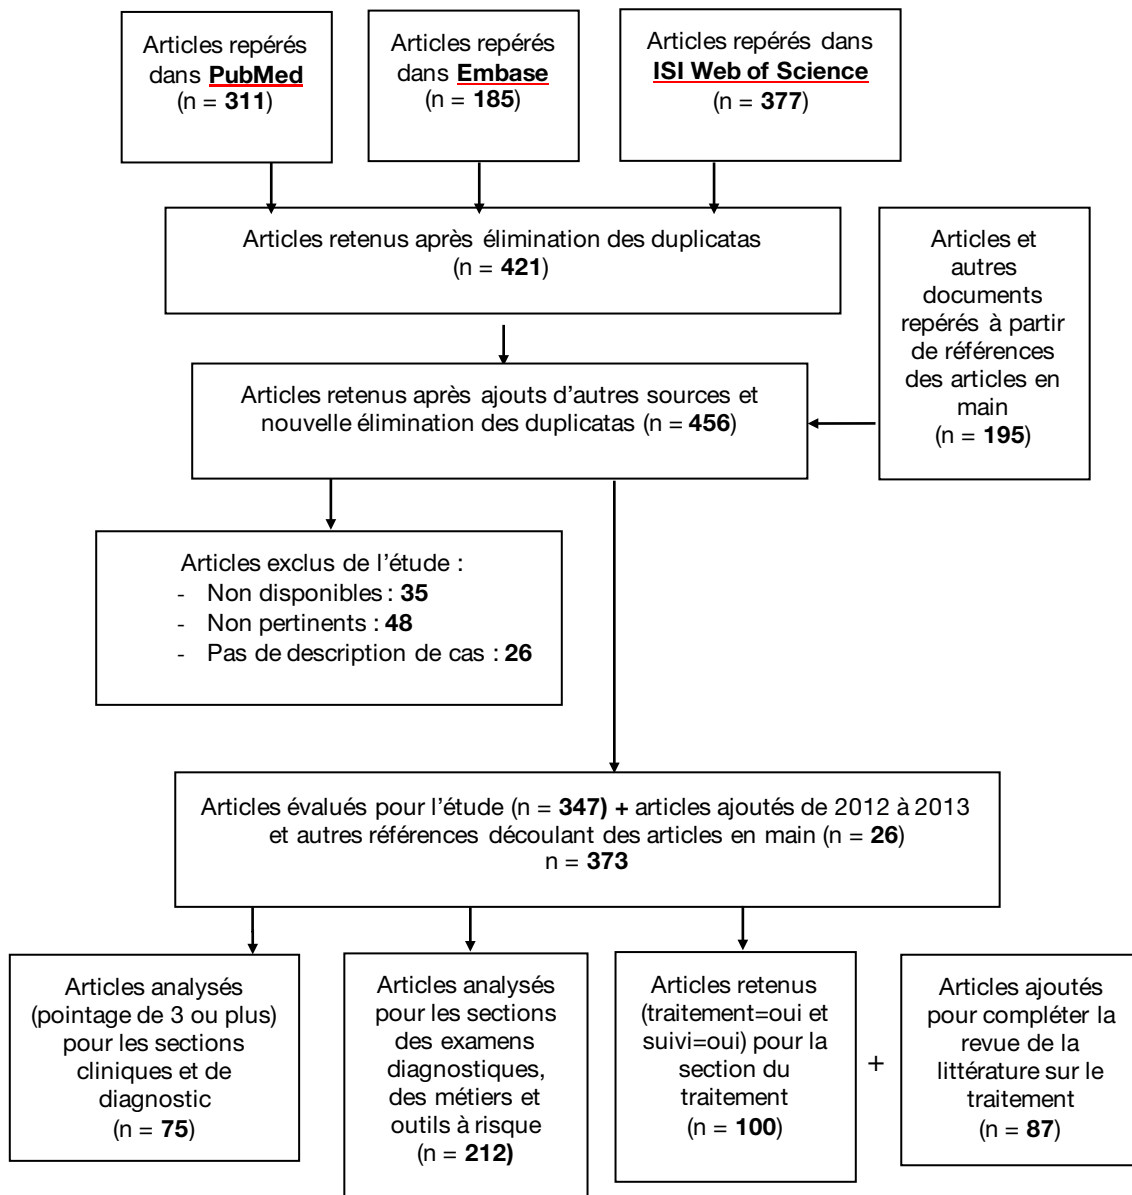 Articles repérés
dans PubMed
(n = 311)
Articles repérés
dans Embase
(n = 185)
Articles repérés dans
ISI Web of Science
(n = 377)
Articles retenus après élimination des duplicatas
(n = 421)
Articles et
autres
documents
repérés à partir
de références
des articles en
main
(n = 195)
Articles retenus après ajouts d’autres sources et
nouvelle élimination des duplicatas (n = 456)
Articles exclus de l’étude :
- Non disponibles : 35
- Non pertinents : 48
- Pas de description de cas : 26
Articles évalués pour l’étude (n = 347) + articles ajoutés de 2012 à 2013
et autres références découlant des articles en main (n = 26)
n = 373
Articles analysés
(pointage de 3 ou plus)
pour les sections
cliniques et de
diagnostic
(n = 75)
Articles analysés
pour les sections
des examens
diagnostiques,
des métiers et
outils à risque
(n = 212)
Articles retenus
(traitement=oui et
suivi=oui) pour la
section du
traitement
(n = 100)
+
Articles ajoutés
pour compléter la
revue de la
littérature sur le
traitement
(n = 87)